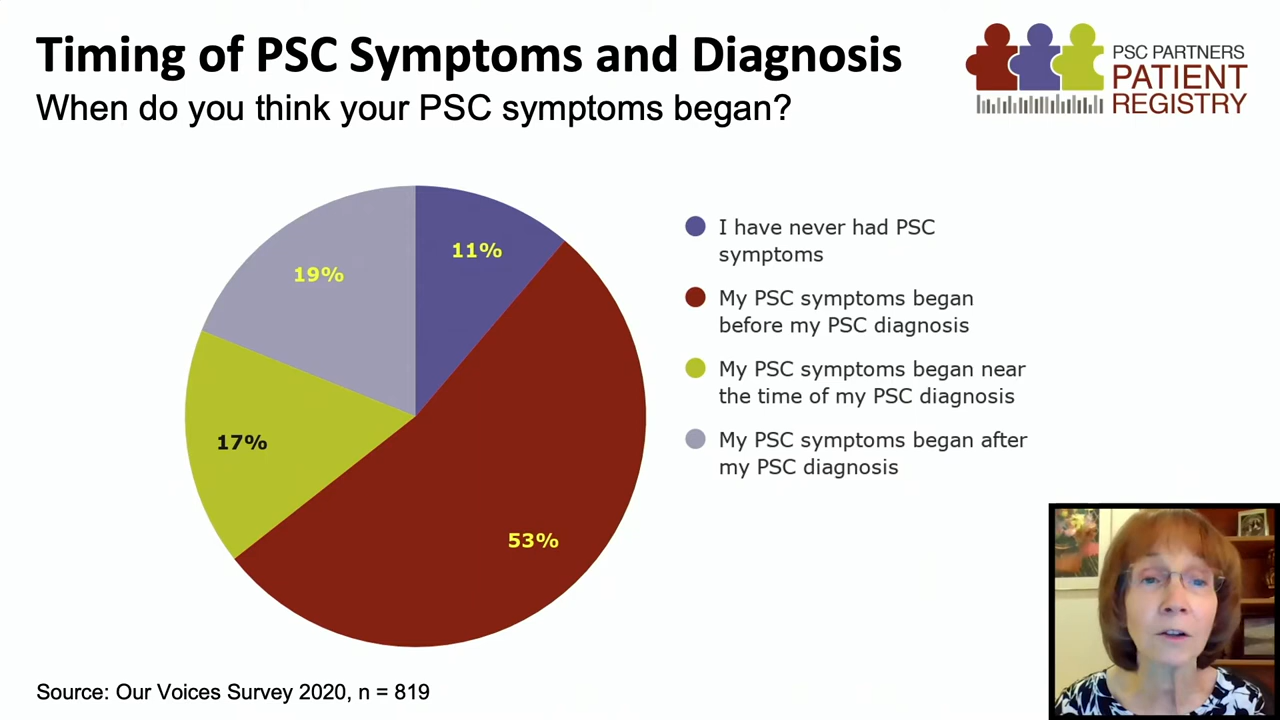 Timing of PSC Symptoms and Diagnosis
When do you think your PSC symptoms began?
PSC PARTNERS
PATIENT
REGISTRY
11%
19%
17%
53%
I have never had PSC
symptoms
My PSC symptoms began
before my PSC diagnosis
My PSC symptoms began near
the time of my PSC diagnosis
My PSC symptoms began after
my PSC diagnosis
Source: Our Voices Survey 2020, n = 819